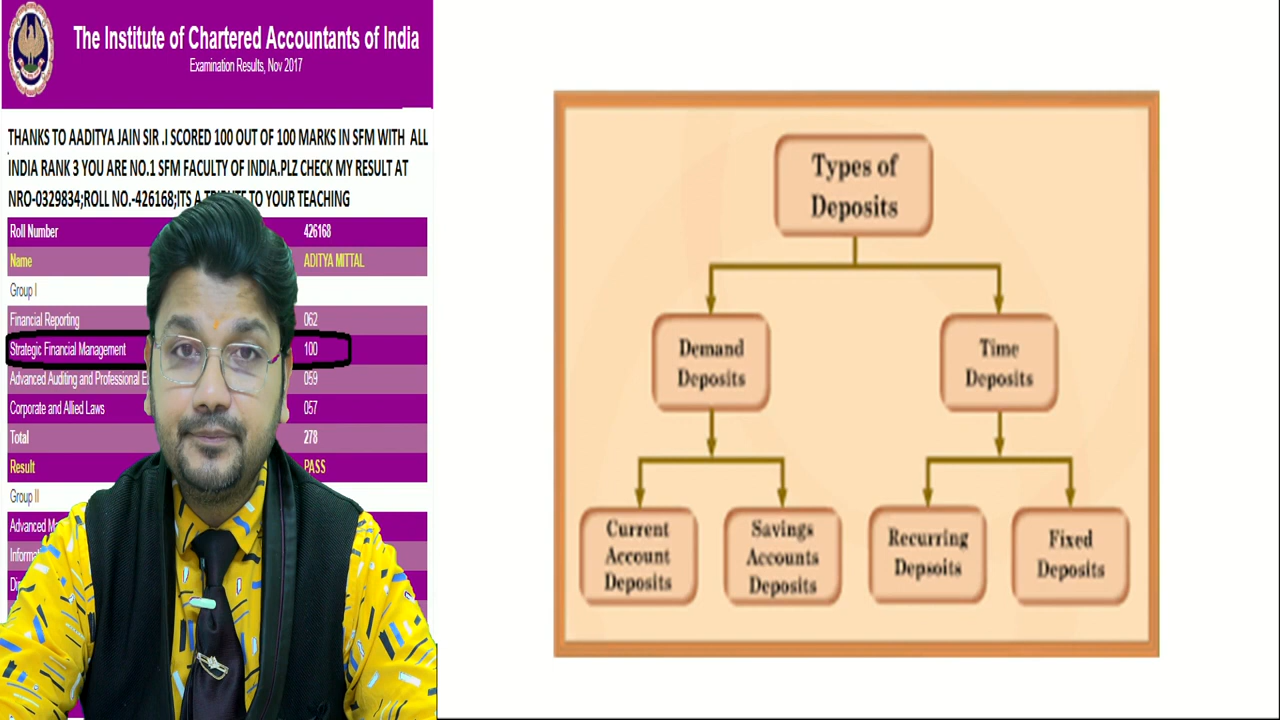 The Institute of Chartered Accountants of India
Examination Results, Nov 2017
THANKS TO AADITYA JAIN SIR .I SCORED 100 OUT OF 100 MARKS IN SFM WITH ALL
INDIA RANK 3 YOU ARE NO.1 SFM FACULTY OF INDIA.PLZ CHECK MY RESULT AT
NRO-0329834;ROLL NO.-426168;ITS A TO YOUR TEACHING
Roll Number 426168
Name ADITYA MITTAL
Group I
Financial Reporting 062
Strategic Financial Management 100
Advanced Auditing and Professional 059
Corporate and Allied Laws 057
Total 278
Result PASS
Group II
Advanced
Types of
Deposits
Demand
Deposits
Time
Deposits
Current
Account
Deposits
Savings
Accounts
Deposits
Recurring
Depsoits
Fixed
Deposits